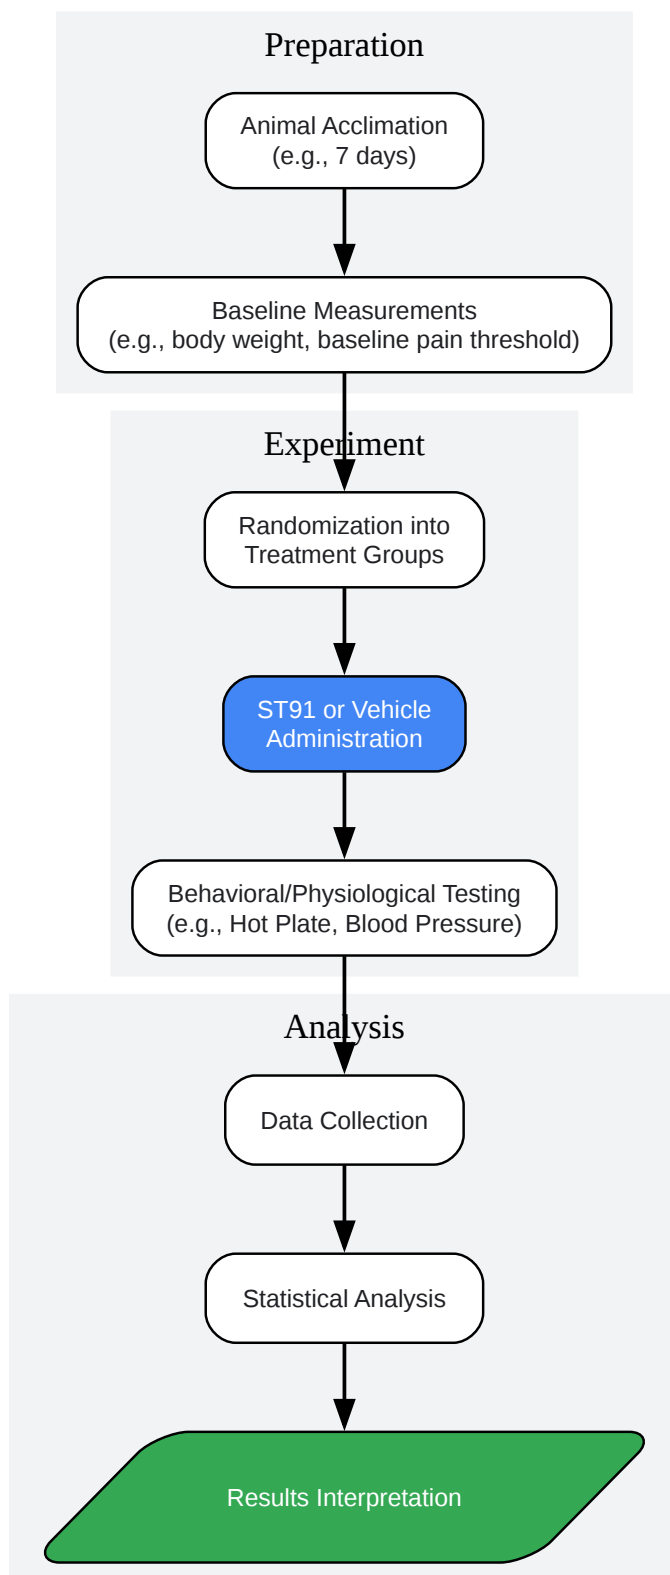 Preparation
Animal Acclimation
(e.g., 7 days)
Baseline Measurements
(e.g., body weight, baseline pain threshold)
Experiment
Randomization into
Treatment Groups
ST91 or Vehicle
Administration
Behavioral/Physiological Testing
(e.g., Hot Plate, Blood Pressure)
Analysis
Data Collection
Statistical Analysis
Results Interpretation